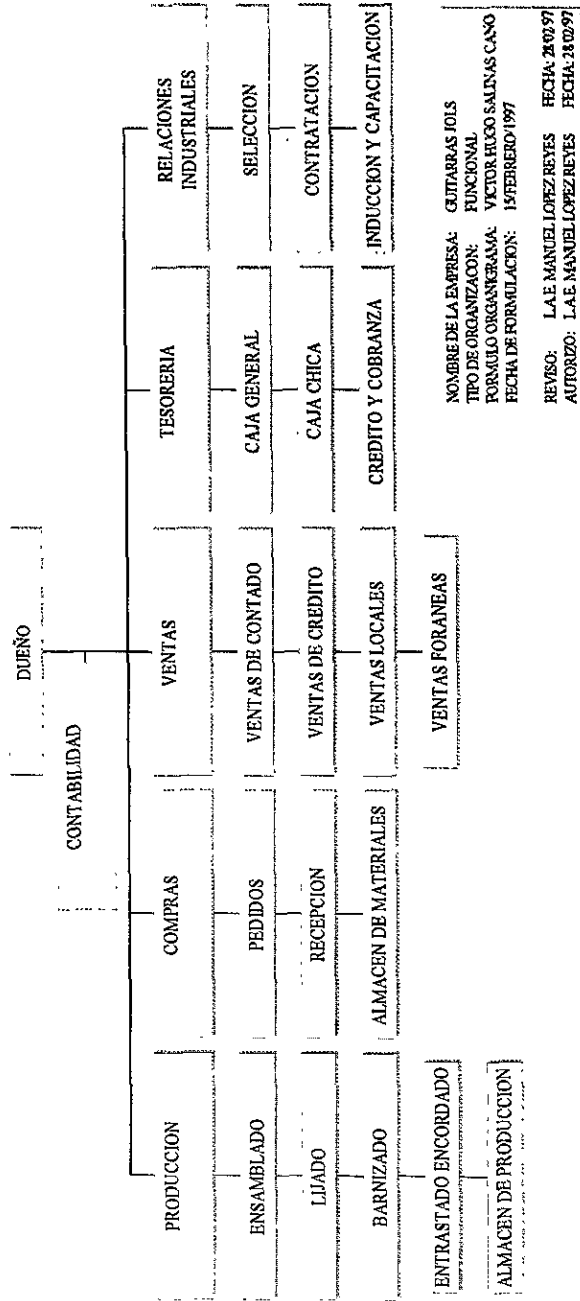 DUEÑO
CONTABILIDAD
PRODUCCION
ENSAMBLADO
LIJADO
BARNIZADO
ENTRASTADO ENCORDADO
ALMACEN DE PRODUCCION
COMPRAS
PEDIDOS
RECEPCION
ALMACEN DE MATERIALES
VENTAS
VENTAS DE CONTADO
VENTAS DE CREDITO
VENTAS LOCALES
VENTAS FORANEAS
TESORERIA
CAJA GENERAL
CAJA CHICA
CREDITO Y COBRANZA
RELACIONES
INDUSTRIALES
SELECCION
CONTRATACION
INDUCCION Y CAPACITACION
NOMBRE DE LA EMPRESA: GUITARRAS JOLS
TIPO DE ORGANIZACON: FUNCIONAL
FORMULO ORGANIGRAMA: VICTOR HUGO SALINAS CANO
FECHA DE FORMULACION: 15/FEBRERO/1997
REVISO: L.A.E. MANUEL LOPEZ REYES FECHA: 28/02/97
AUTORIZO: L.A.E. MANUEL LOPEZ REYES FECHA: 28/02/97